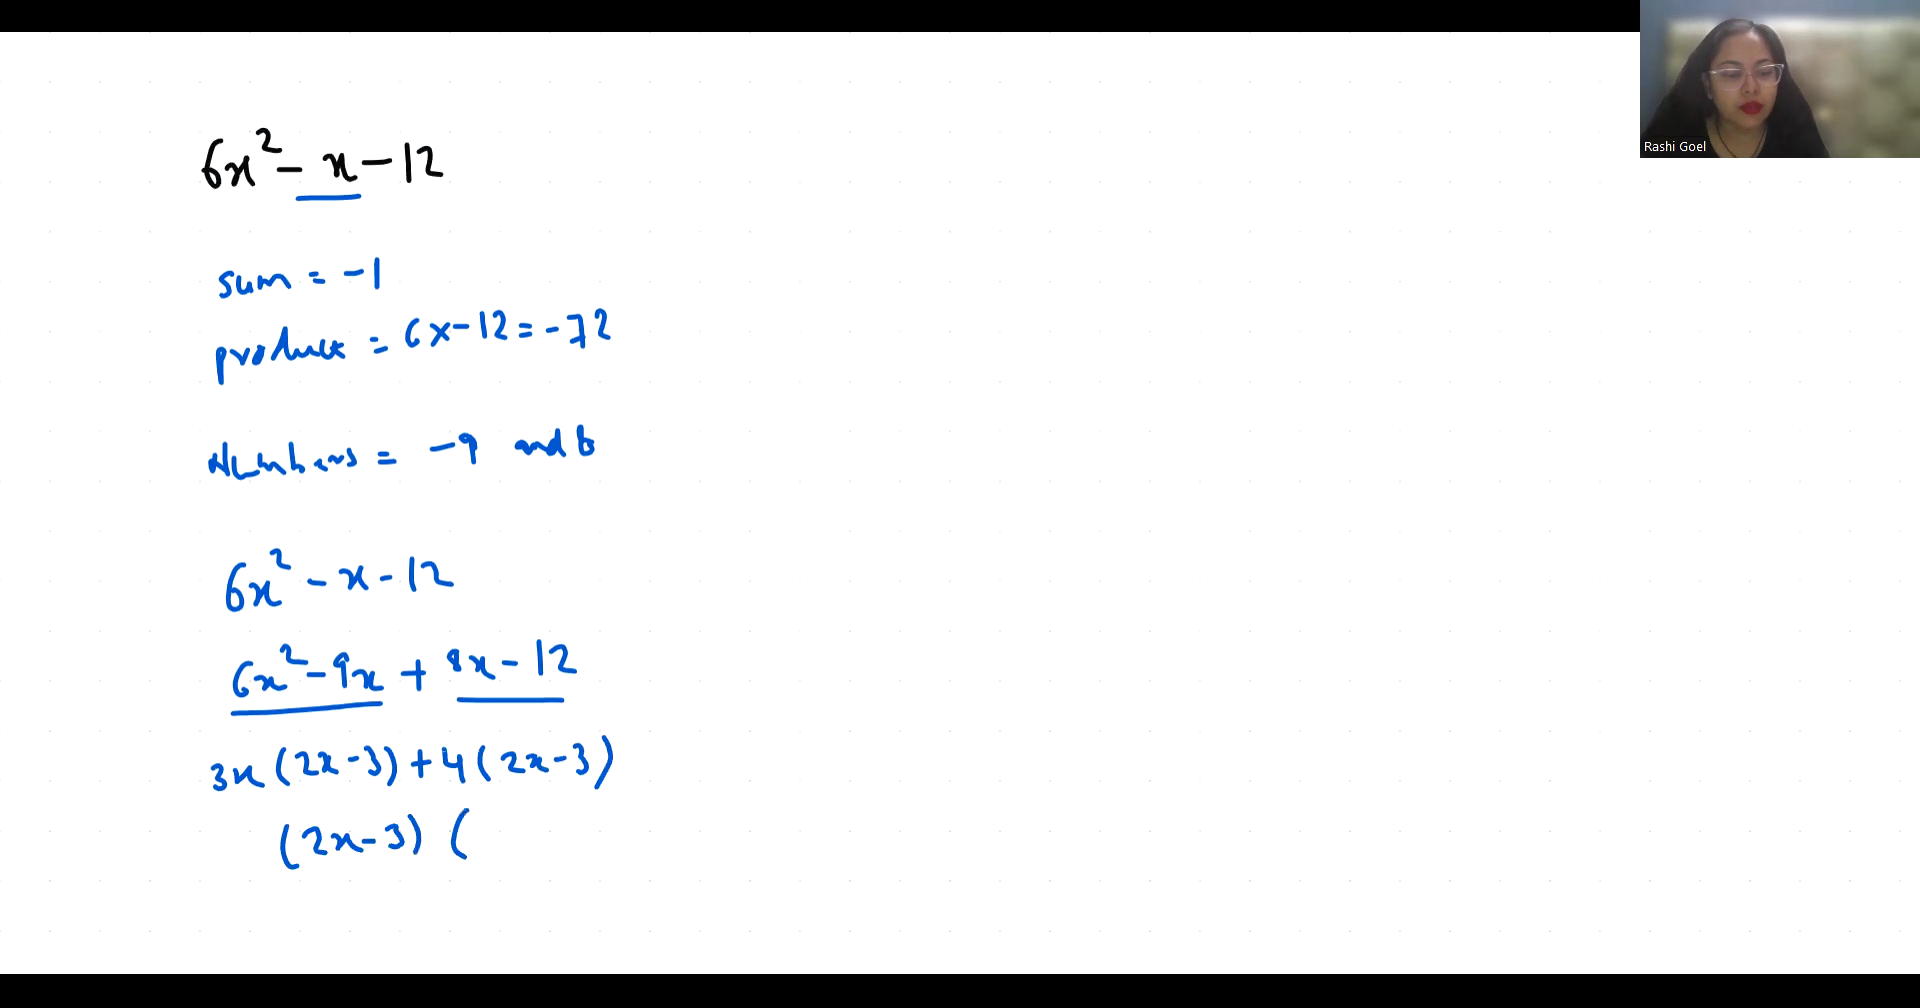 6x² - x - 12
Rashi Goel
sum = -1
product = 6x-12 = -72
Numbers = -9 and 8
6x² - x - 12
6x² - 9x + 8x - 12
3x (2x-3) + 4 (2x-3)
(2x-3) (